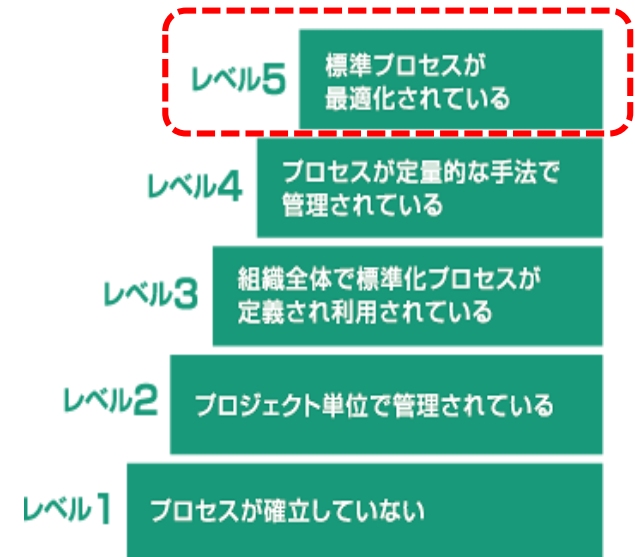 レベル5
標準プロセスが
最適化されている
レベル4
プロセスが定量的な手法で
管理されている
レベル3
組織全体で標準化プロセスが
定義され利用されている
レベル2
プロジェクト単位で管理されている
レベル1
プロセスが確立していない